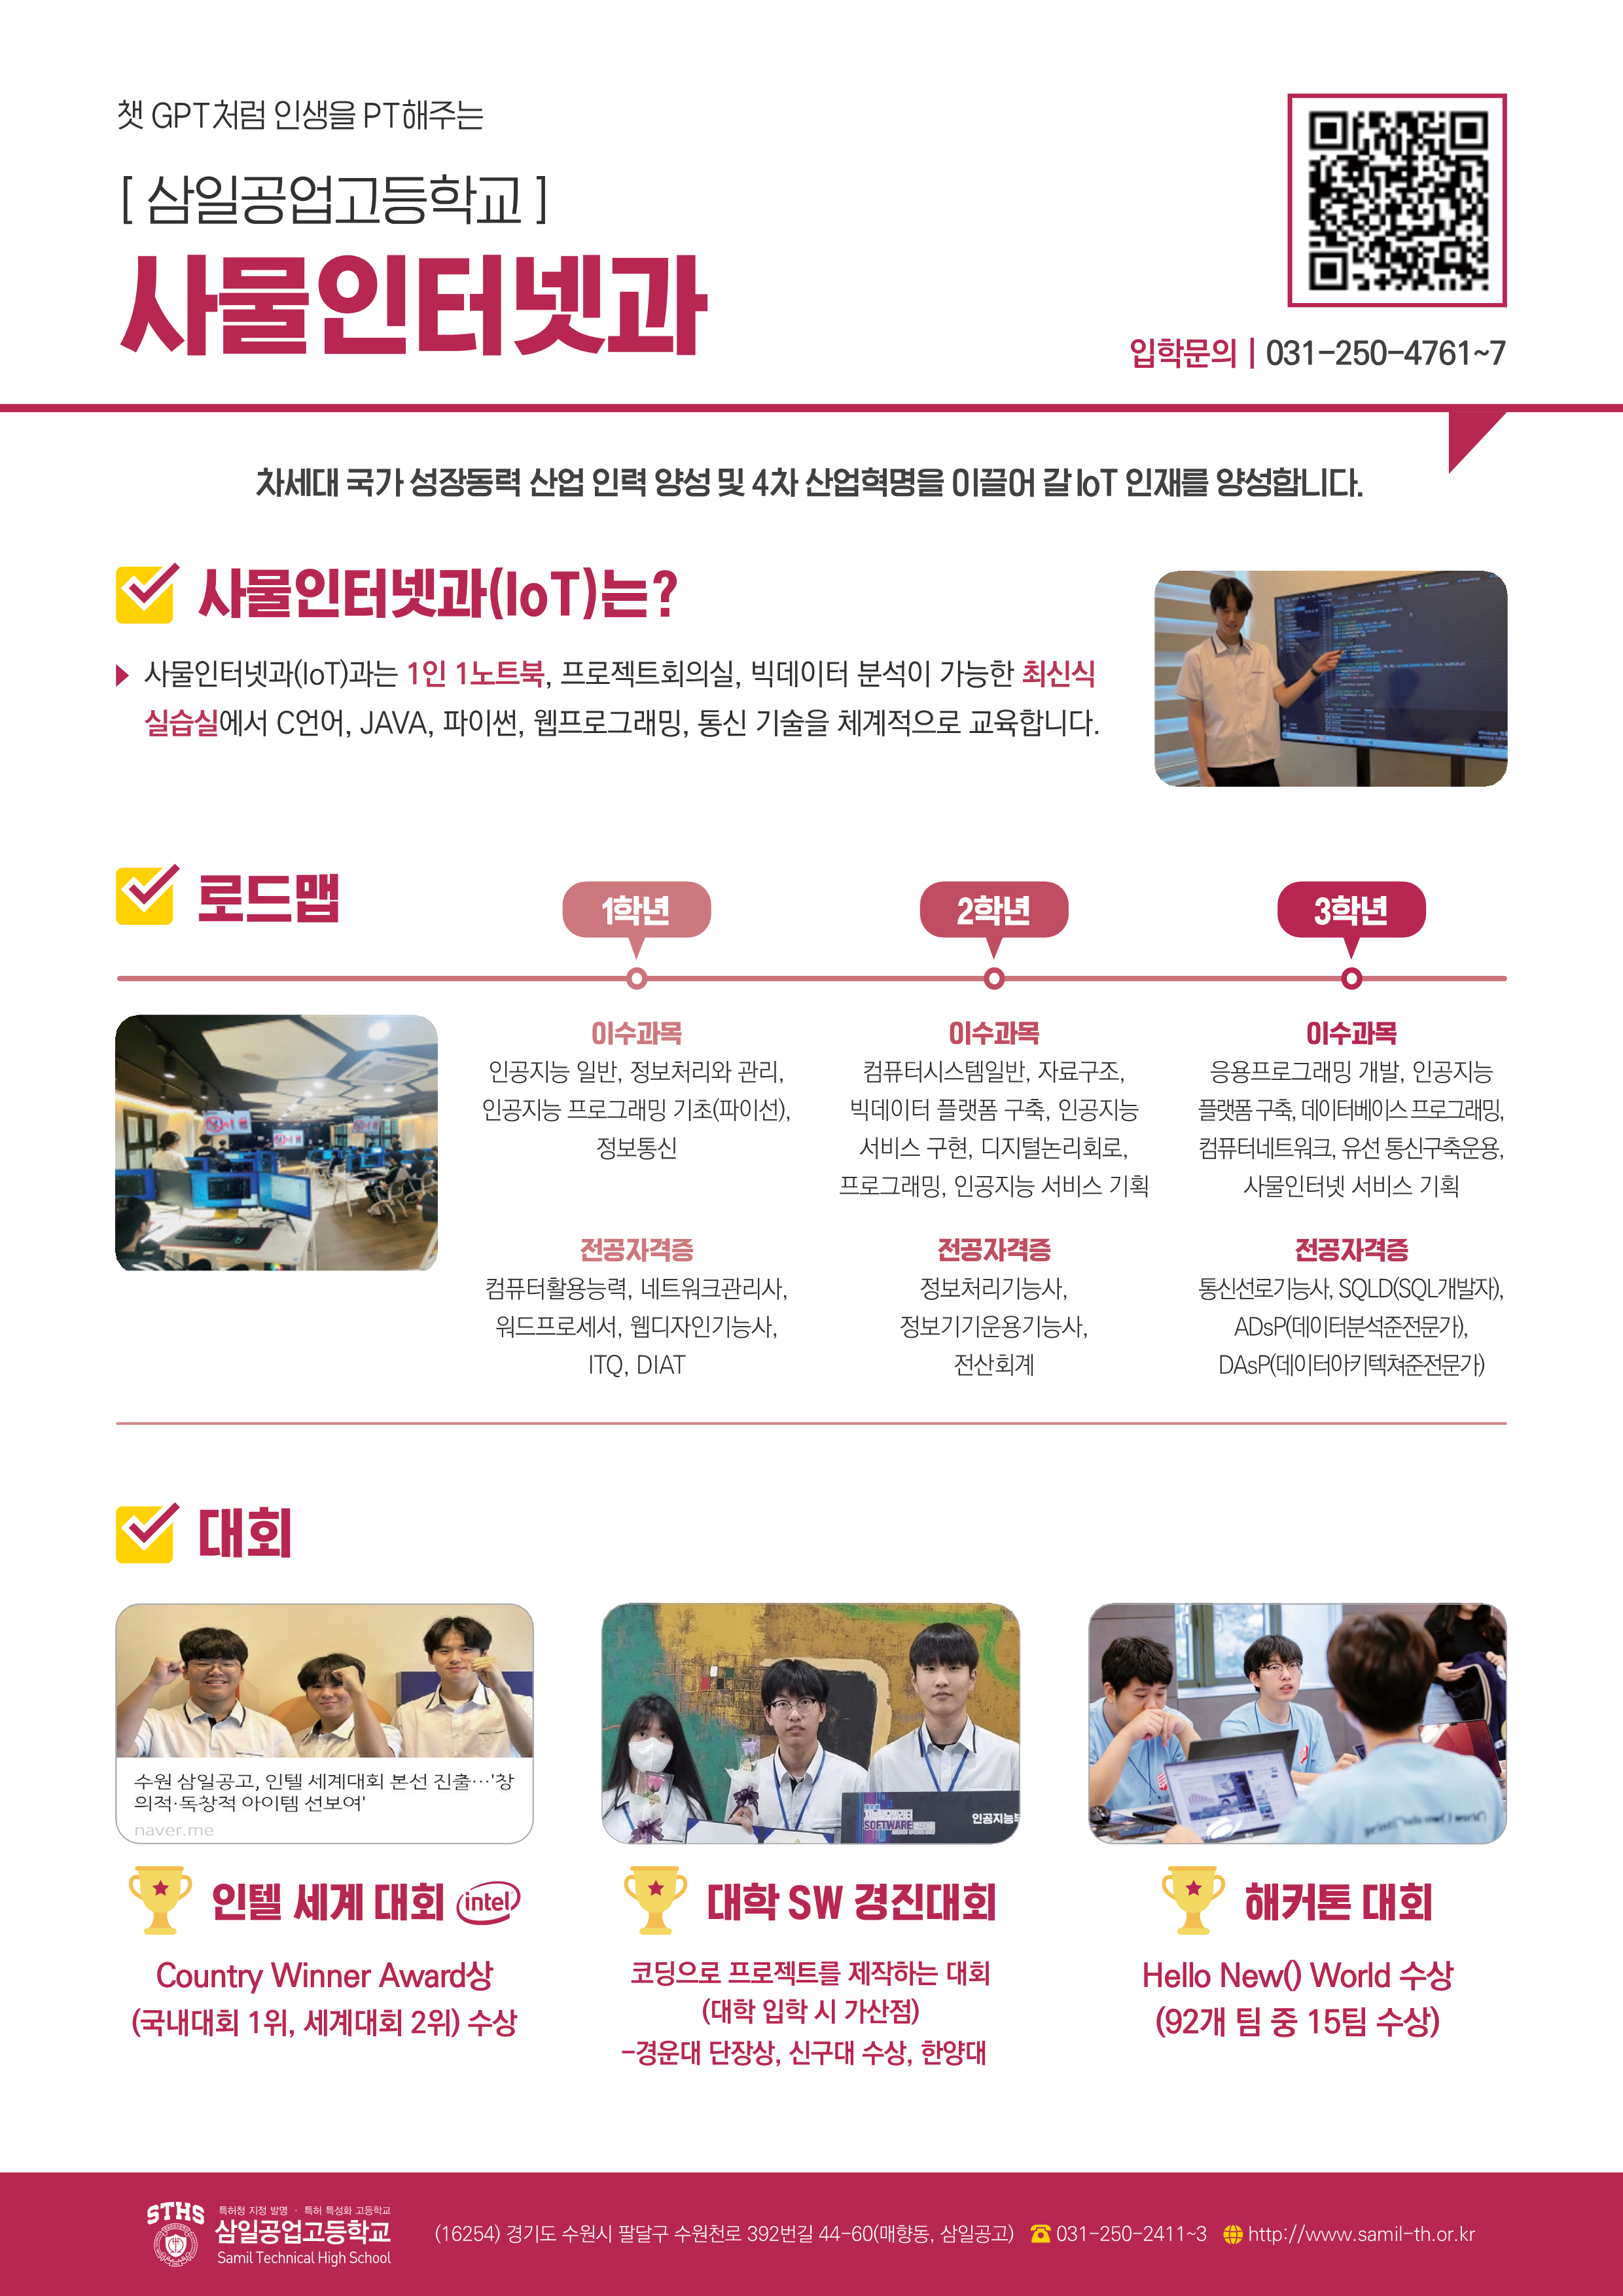 챗 GPT처럼 인생을 PT해주는
[ 삼일공업고등학교 ]
사물인터넷과
입학문의 | 031-250-4761~7
차세대 국가 성장동력 산업 인력 양성 및 4차 산업혁명을 이끌어 갈 IoT 인재를 양성합니다.
사물인터넷과(IoT)는?
사물인터넷과(IoT)과는 1인 1노트북, 프로젝트회의실, 빅데이터 분석이 가능한 최신식
실습실에서 C언어, JAVA, 파이썬, 웹프로그래밍, 통신 기술을 체계적으로 교육합니다.
로드맵
1학년
이수과목
인공지능 일반, 정보처리와 관리,
인공지능 프로그래밍 기초(파이선),
정보통신
전공자격증
컴퓨터활용능력, 네트워크관리사,
워드프로세서, 웹디자인기능사,
ITQ, DIAT
2학년
이수과목
컴퓨터시스템일반, 자료구조,
빅데이터 플랫폼 구축, 인공지능
서비스 구현, 디지털논리회로,
프로그래밍, 인공지능 서비스 기획
전공자격증
정보처리기능사,
정보기기운용기능사,
전산회계
3학년
이수과목
응용프로그래밍 개발, 인공지능
플랫폼 구축, 데이터베이스 프로그래밍,
컴퓨터네트워크, 유선 통신구축운용,
사물인터넷 서비스 기획
전공자격증
통신선로기능사, SQLD(SQL개발자),
ADsP(데이터분석준전문가),
DAsP(데이터아키텍쳐준전문가)
대회
수원 삼일공고, 인텔 세계대회 본선 진출…'창
의적·독창적 아이템 선보여'
naver.me
인텔 세계 대회 intel
Country Winner Award상
(국내대회 1위, 세계대회 2위) 수상
SOFTWARE
인공지능부
대학 SW 경진대회
코딩으로 프로젝트를 제작하는 대회
(대학 입학 시 가산점)
-경운대 단장상, 신구대 수상, 한양대
해커톤 대회
Hello New() World 수상
(92개 팀 중 15팀 수상)
STHS
특허청 지정 발명 · 특허 특성화 고등학교
삼일공업고등학교
Samil Technical High School
(16254) 경기도 수원시 팔달구 수원천로 392번길 44-60(매향동, 삼일공고) 031-250-2411~3 http://www.samil-th.or.kr